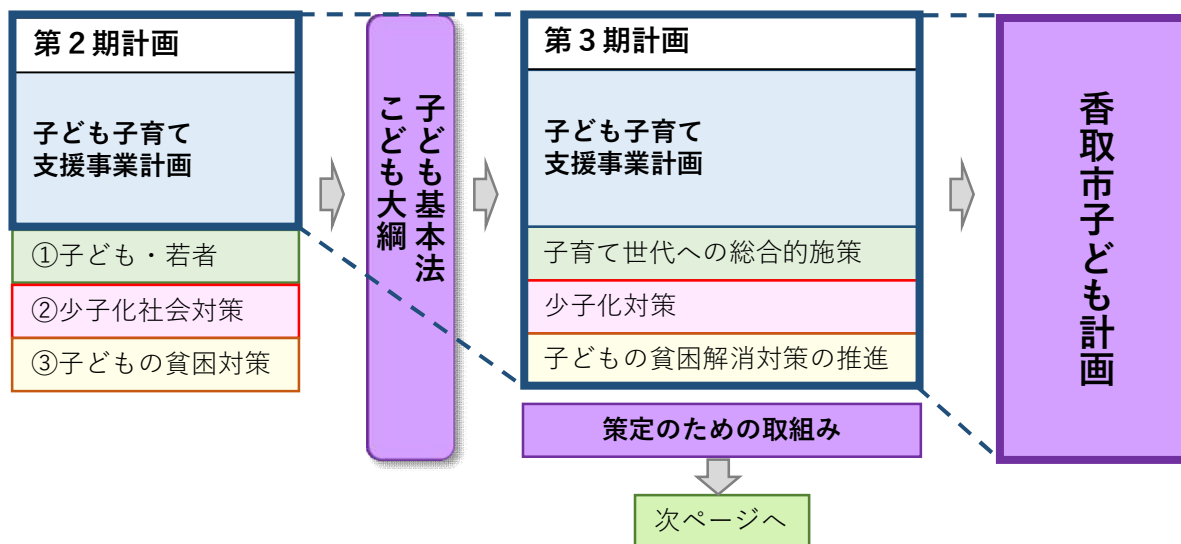 第２期計画
子ども子育て
支援事業計画
①子ども・若者
②少子化社会対策
③子どもの貧困対策
子ども基本法
こども大綱
第３期計画
子ども子育て
支援事業計画
子育て世代への総合的施策
少子化対策
子どもの貧困解消対策の推進
策定のための取組み
次ページへ
香取市子ども計画